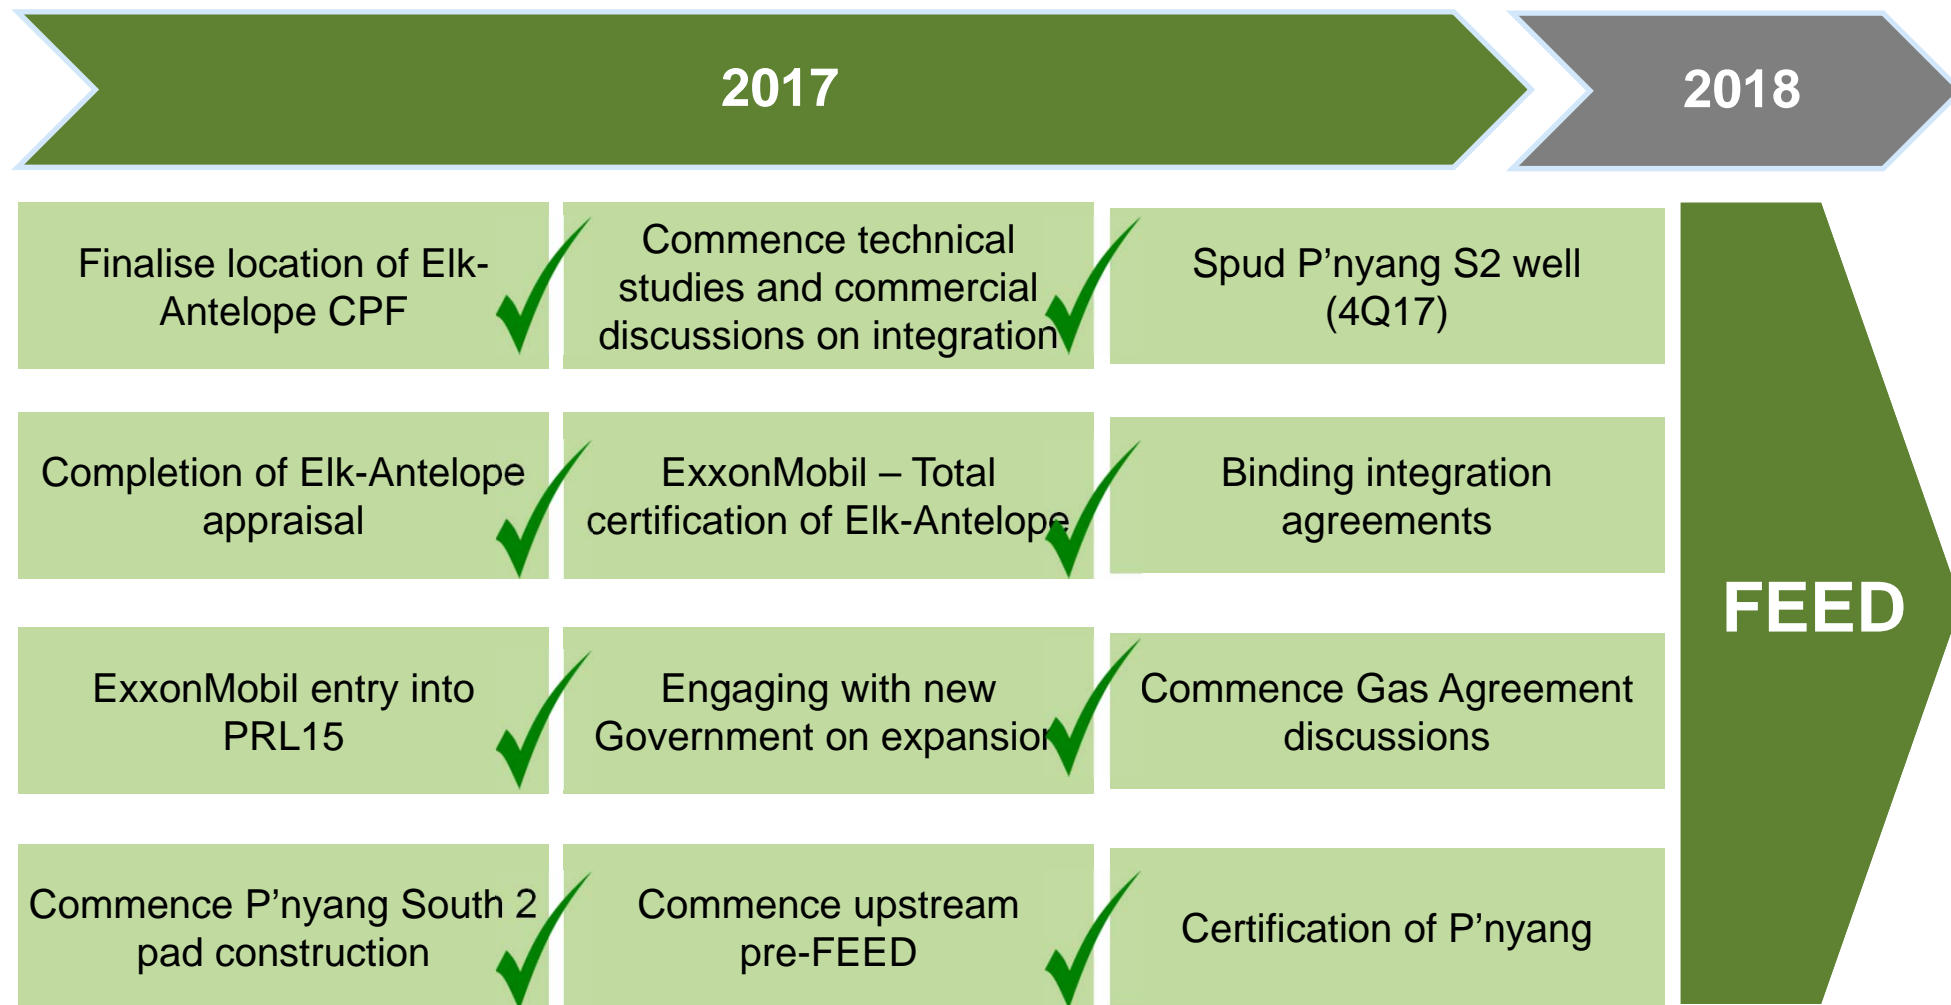 2017
2018
Finalise location of Elk-
Antelope CPF
Commence technical
studies and commercial
discussions on integration
Spud P’nyang S2 well
(4Q17)
Completion of Elk-Antelope
appraisal
ExxonMobil – Total
certification of Elk-Antelope
Binding integration
agreements
ExxonMobil entry into
PRL15
Engaging with new
Government on expansion
Commence Gas Agreement
discussions
Commence P’nyang South 2
pad construction
Commence upstream
pre-FEED
Certification of P’nyang
FEED